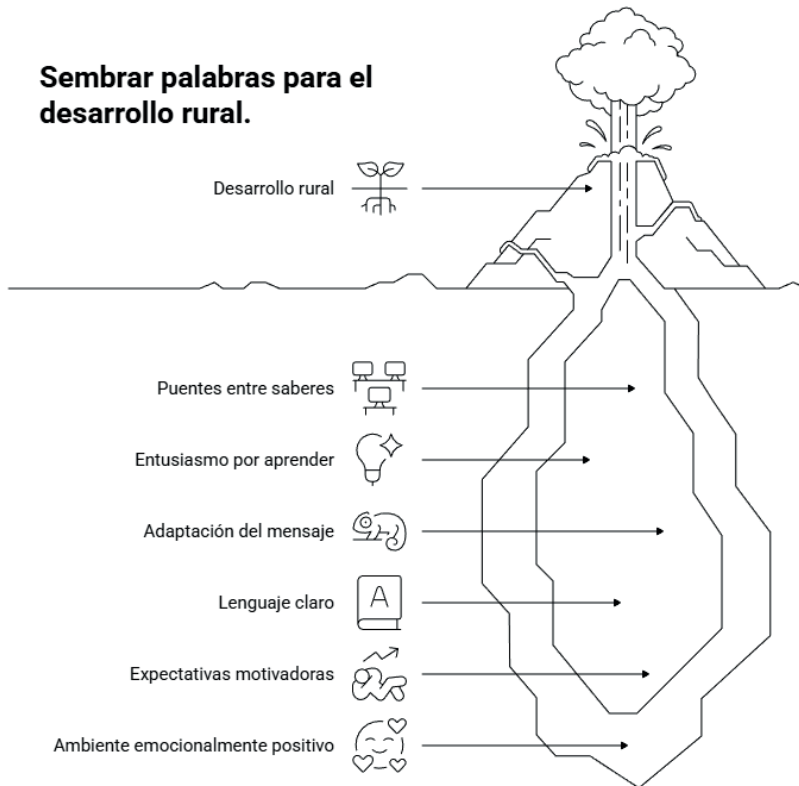 Sembrar palabras para el
desarrollo rural.
Desarrollo rural
Puentes entre saberes
Entusiasmo por aprender
Adaptación del mensaje
A
Lenguaje claro
Expectativas motivadoras
Ambiente emocionalmente positivo